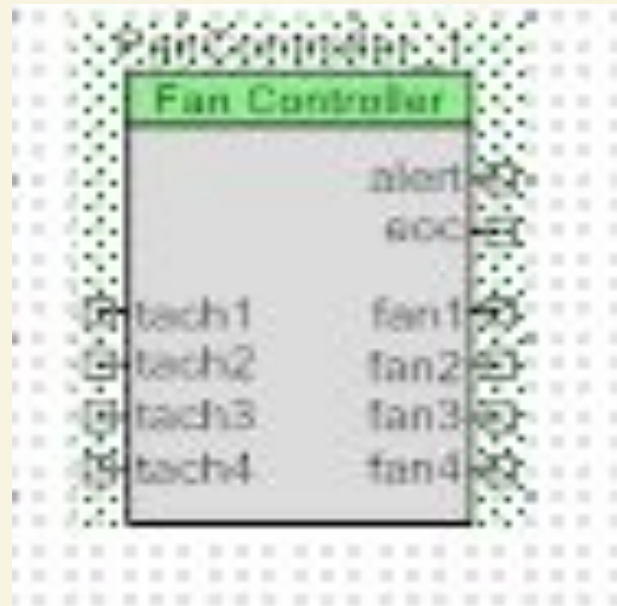 FanController_1
Fan Controller
alert
eoc
tach1 fan1
tach2 fan2
tach3 fan3
tach4 fan4